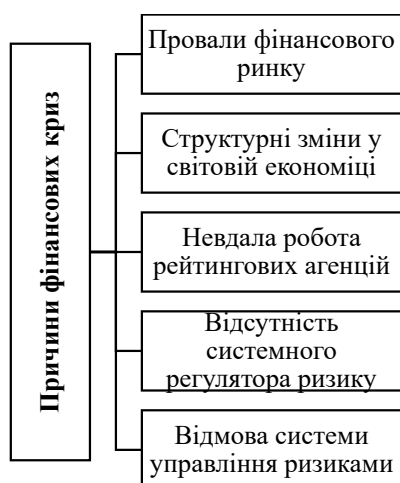 Причини фінансових криз
Провали фінансового
ринку
Структурні зміни у
світовій економіці
Невдала робота
рейтингових агенцій
Відсутність
системного
регулятора ризику
Відмова системи
управління ризиками